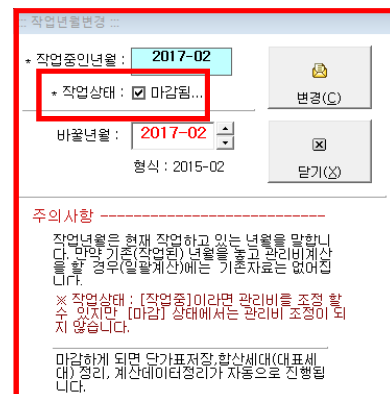 :: 작업년월변경 :::
* 작업중인년월 : 2017-02
* 작업상태 : 마감됨...
변경(C)
바꿀년월 : 2017-02
형식 : 2015-02
닫기(X)
주의사항 ----------------------------
작업년월은 현재 작업하고 있는 년월을 말합니
다. 만약 기존(작업된) 년월을 놓고 관리비계산
을 할 경우(일괄계산)에는 기존자료는 없어집
니다.
※ 작업상태 : [작업중]이라면 관리비를 조정 할
수 있지만 [마감] 상태에서는 관리비 조정이 되
지 않습니다.
마감하게 되면 단가표저장,합산세대(대표세
대) 정리, 계산데이터정리가 자동으로 진행됩
니다.